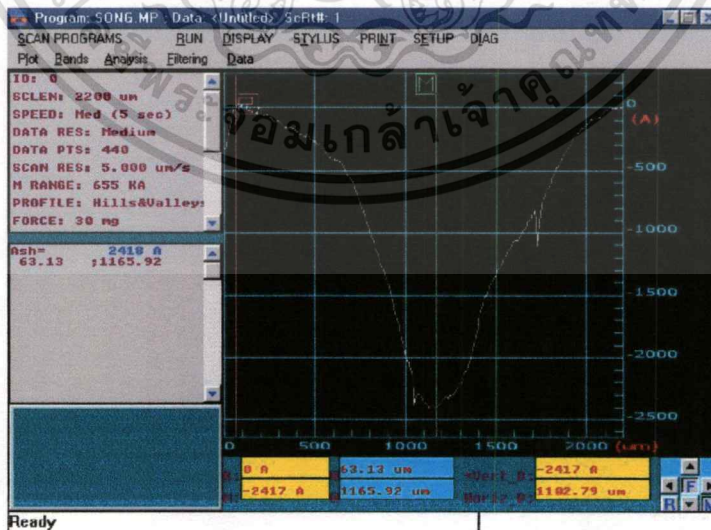 Program: SONG.MP : Data: <Untitled> ScRt#: 1
SCAN PROGRAMS RUN DISPLAY STYLUS PRINT SETUP DIAG
Plot Bands Analysis Filtering Data
ID: 0
SCLEN: 2200 um
SPEED: Med (5 sec)
DATA RES: Medium
DATA PTS: 440
SCAN RES: 5.000 um/s
M RANGE: 655 KA
PROFILE: Hills&Valleys
FORCE: 30 mg
Ash= 2418 A
63.13 ;1165.92
R
M
0
(A)
-500
-1000
-1500
-2000
-2500
0 500 1000 1500 2000 (um)
R: 0 A @ 63.13 um Vert D: -2417 A
M: -2417 A @ 1165.92 um Horiz D: 1102.79 um
F
R M
Ready
จอมเกล้าเจ้าคุณ